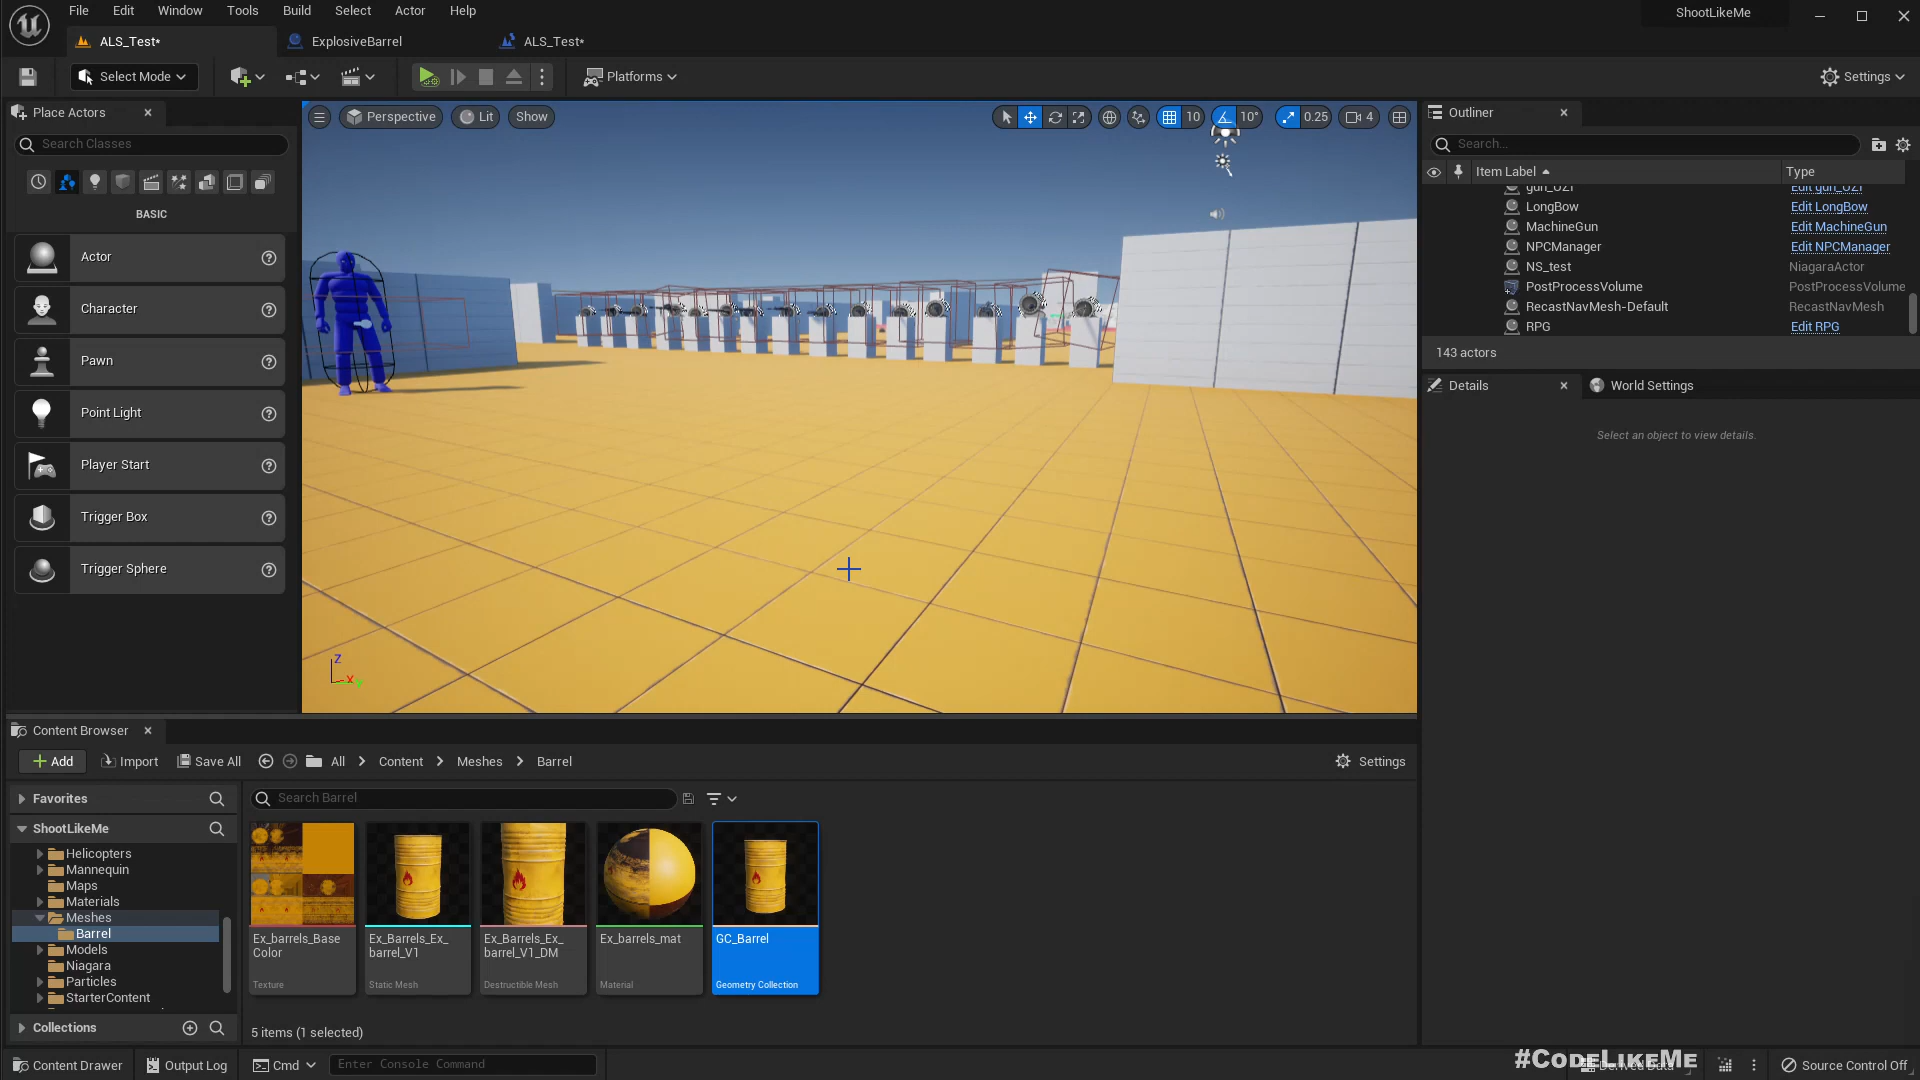 File Edit Window Tools Build Select Actor Help
ShootLikeMe
ALS_Test* ExplosiveBarrel ALS_Test*
Select Mode Platforms Settings
Place Actors
Search Classes
BASIC
Actor
Character
Pawn
Point Light
Player Start
Trigger Box
Trigger Sphere
Perspective Lit Show
10 10° 0.25 4
Z
X
Outliner
Search...
Item Label Type
gun_UZI Edit gun_UZI
LongBow Edit LongBow
MachineGun Edit MachineGun
NPCManager Edit NPCManager
NS_test NiagaraActor
PostProcessVolume PostProcessVolume
RecastNavMesh-Default RecastNavMesh
RPG Edit RPG
143 actors
Details World Settings
Select an object to view details.
Content Browser
Add Import Save All All Content Meshes Barrel Settings
Favorites
ShootLikeMe
Helicopters
Mannequin
Maps
Materials
Meshes
Barrel
Models
Niagara
Particles
StarterContent
Collections
Search Barrel
Ex_barrels_Base
Color
Texture
Ex_Barrels_Ex_
barrel_V1
Static Mesh
Ex_Barrels_Ex_
barrel_V1_DM
Destructible Mesh
Ex_barrels_mat
Material
GC_Barrel
Geometry Collection
5 items (1 selected)
Content Drawer Output Log Cmd Enter Console Command
#CodeLikeMe
Derived Data
Source Control Off